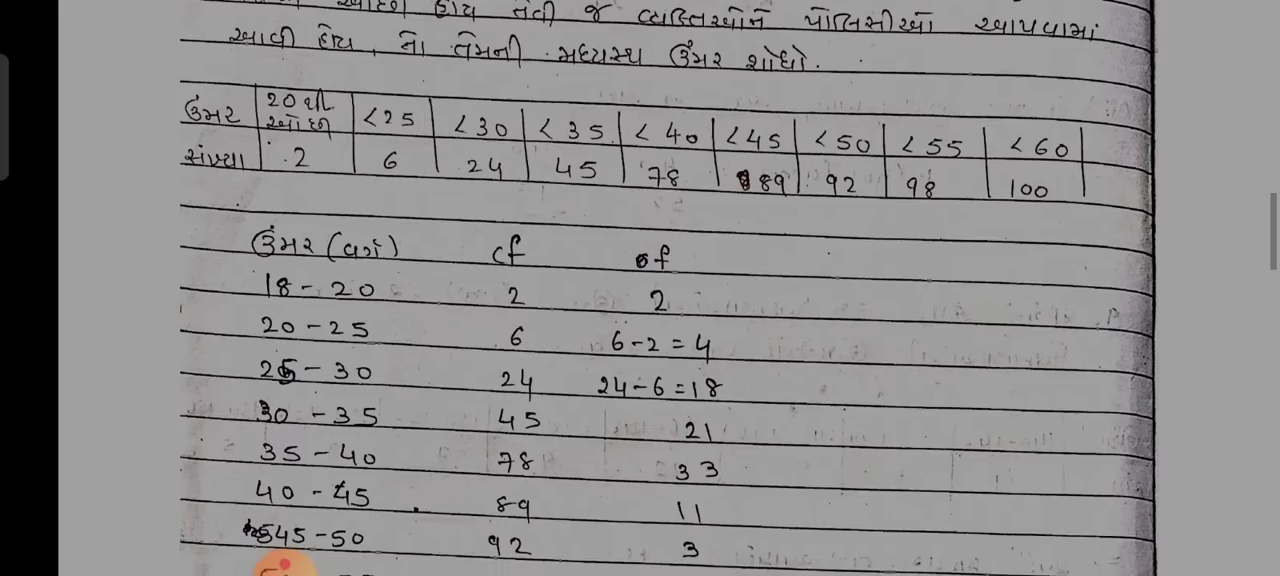 હોય તેવી જ વ્યક્તિઓને પોલિસીઓ આપવામાં
આવી હોય, તો તેમની મધ્યસ્થ ઉંમર શોધો.
ઉંમર 20થી ઓછી <25 <30 <35 <40 <45 <50 <55 <60
સંખ્યા 2 6 24 45 78 89 92 98 100
ઉંમર (વર્ગ) cf f
18-20 2 2
20-25 6 6-2=4
25-30 24 24-6=18
30-35 45 21
35-40 78 33
40-45 89 11
45-50 92 3